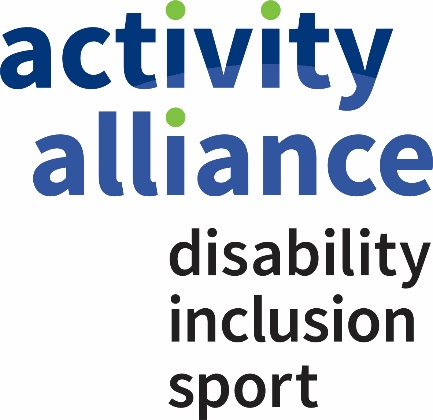 activity
alliance
disability
inclusion
sport